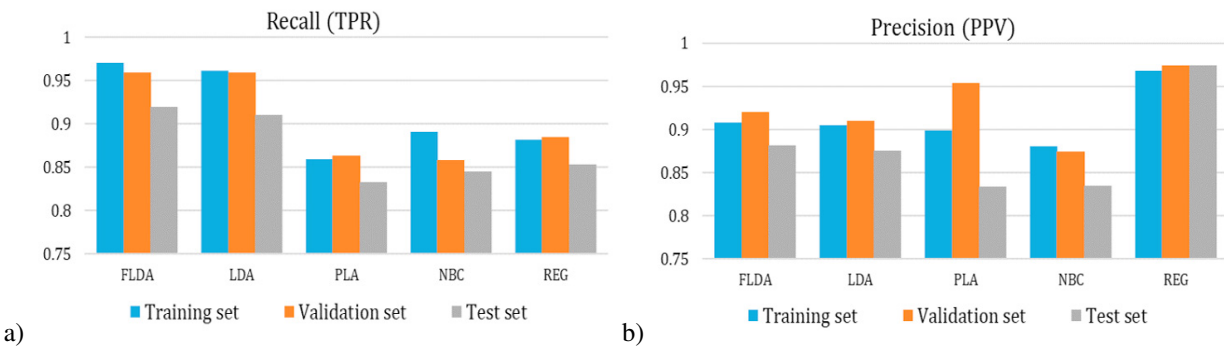 Recall (TPR)
1
0.95
0.9
0.85
0.8
0.75
FLDA LDA PLA NBC REG
Training set Validation set Test set
a)
Precision (PPV)
1
0.95
0.9
0.85
0.8
0.75
FLDA LDA PLA NBC REG
Training set Validation set Test set
b)